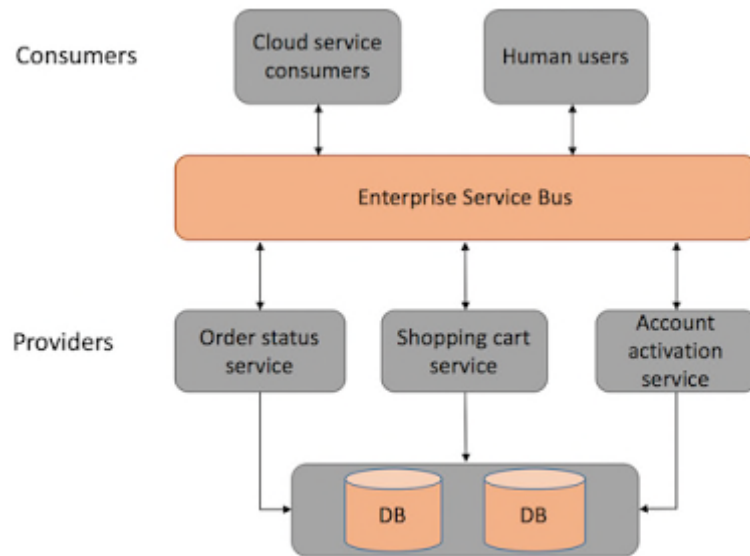 Consumers
Cloud service
consumers
Human users
Enterprise Service Bus
Providers
Order status
service
Shopping cart
service
Account
activation
service
DB
DB